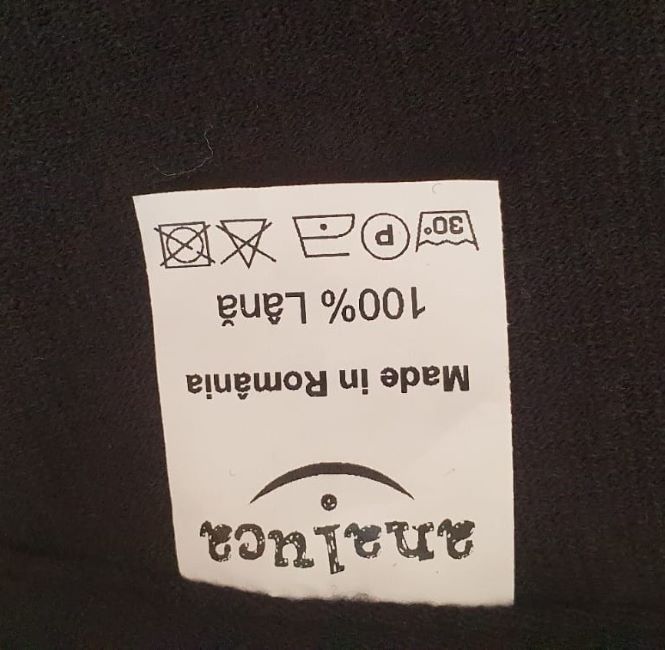 analuca
Made in România
100% Lână
30° P